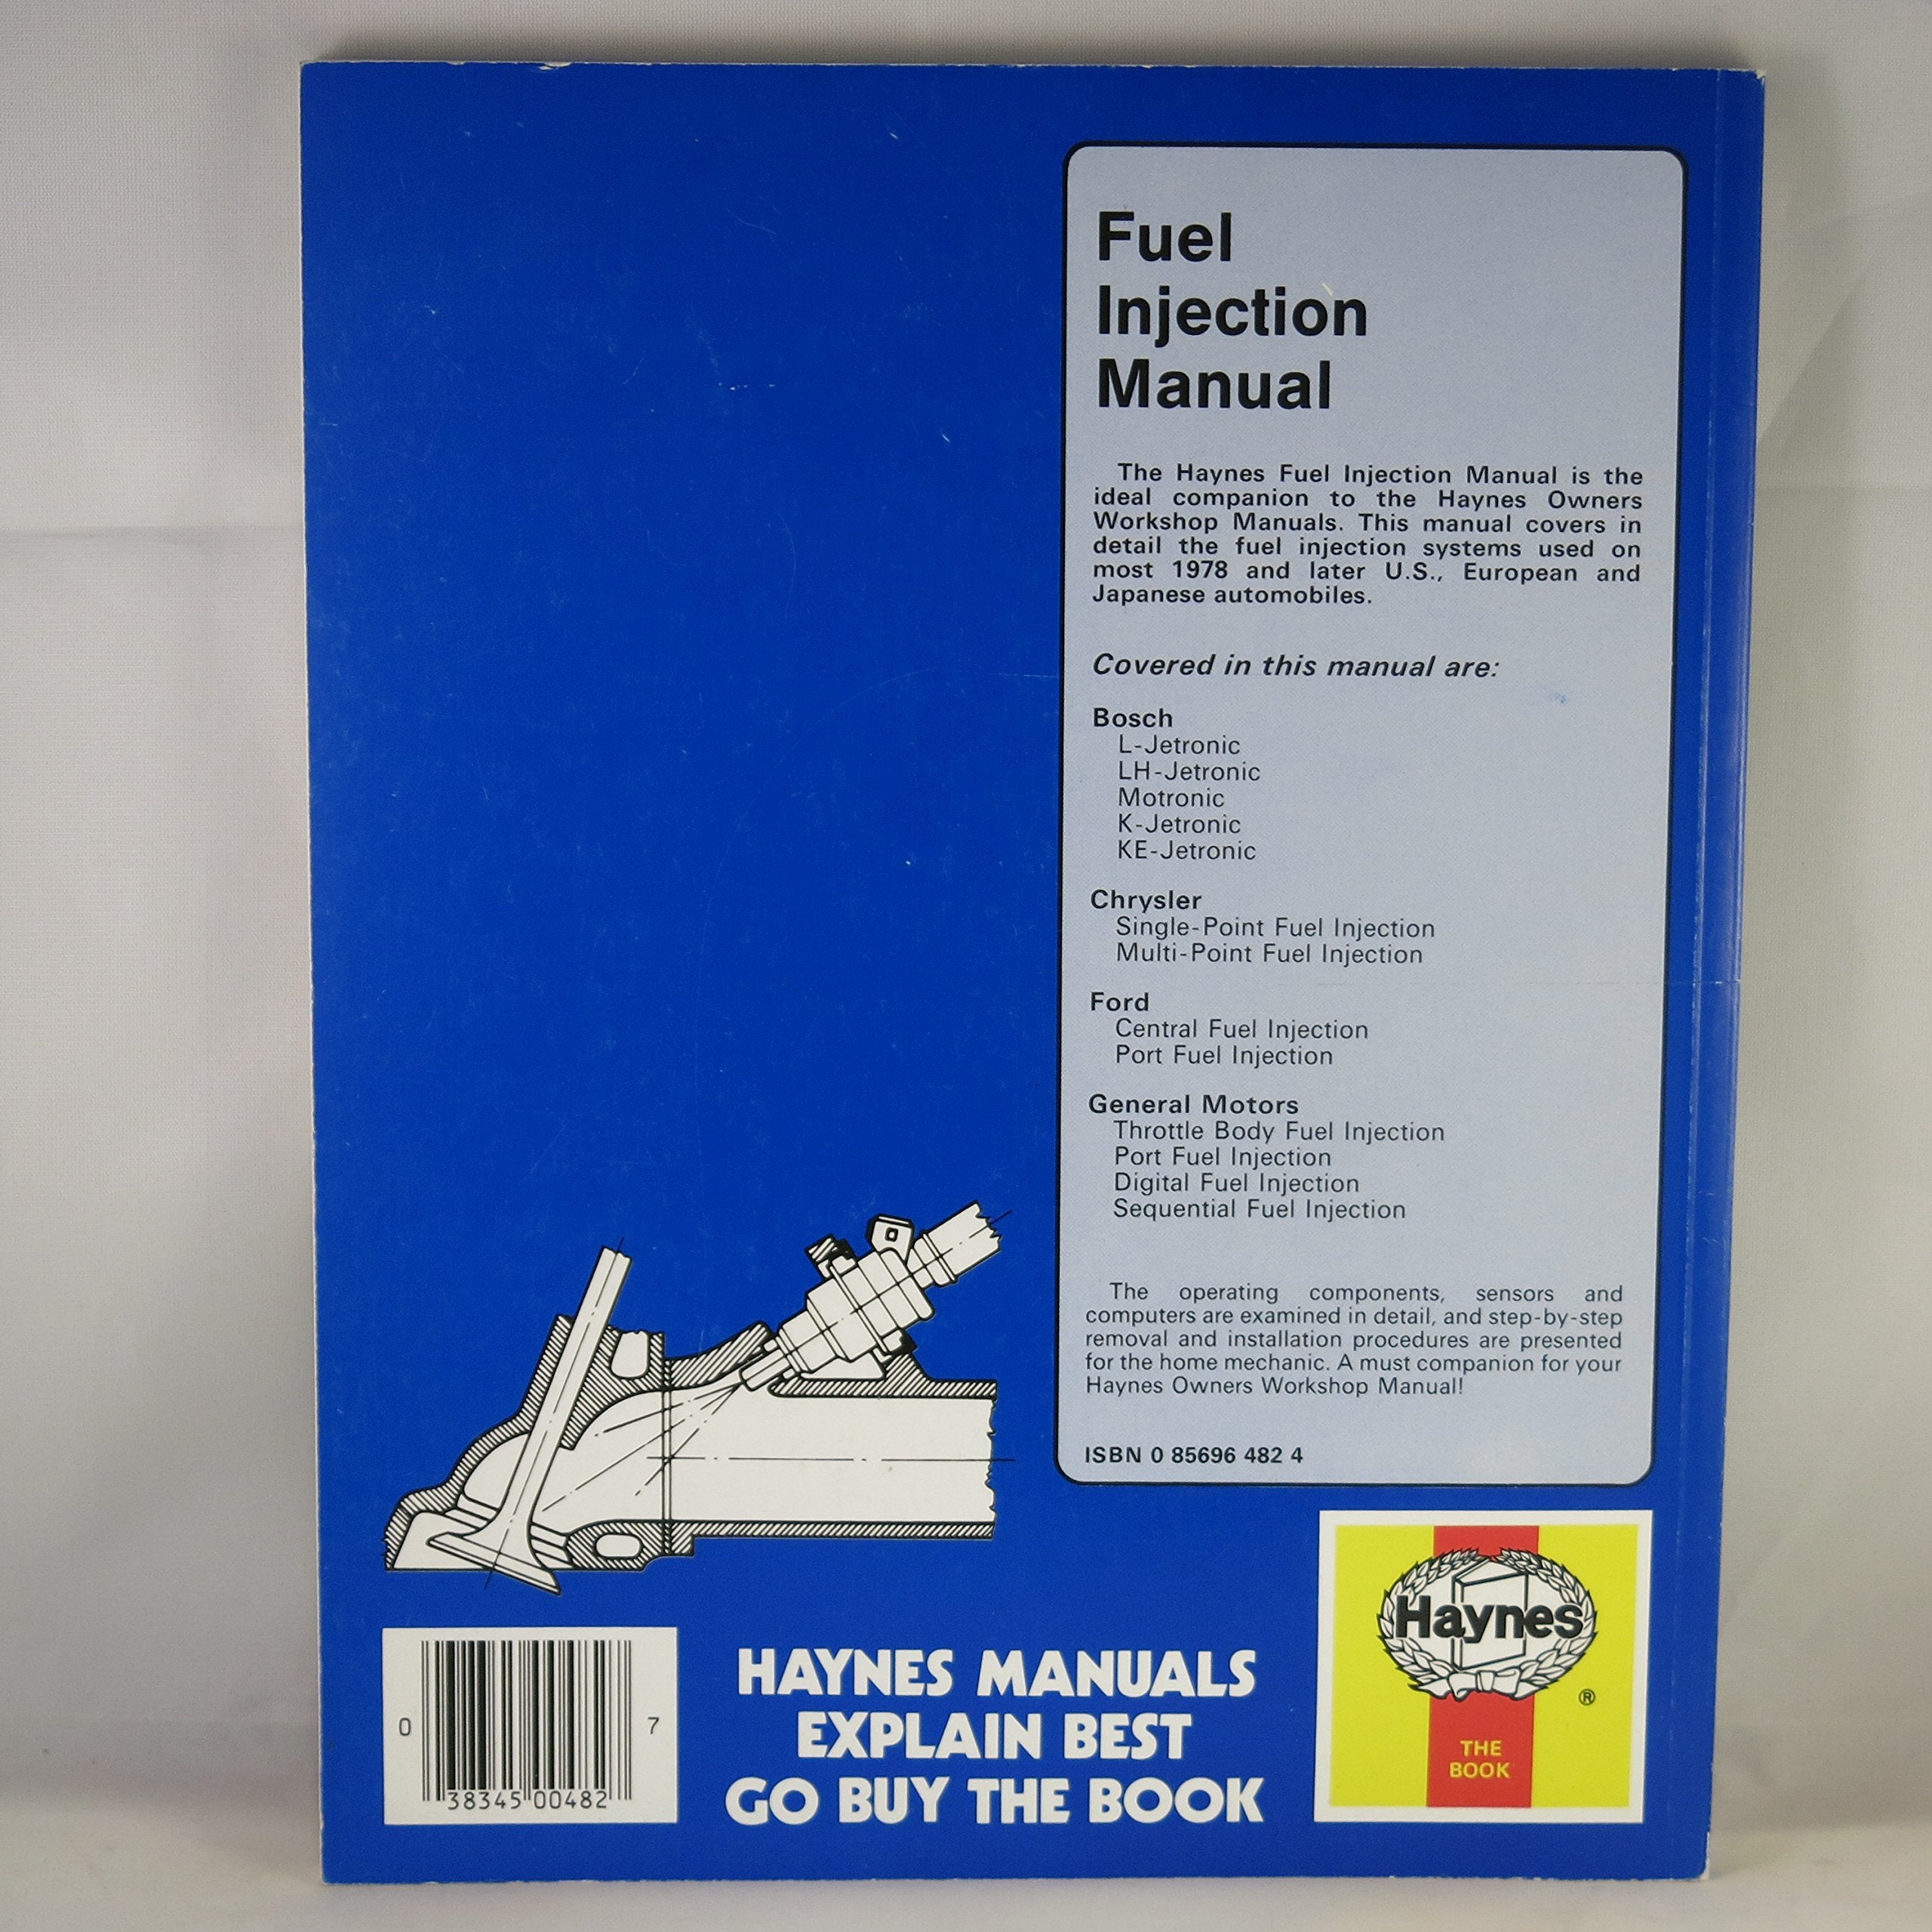 Fuel
Injection
Manual
The Haynes Fuel Injection Manual is the
ideal companion to the Haynes Owners
Workshop Manuals. This manual covers in
detail the fuel injection systems used on
most 1978 and later U.S., European and
Japanese automobiles.
Covered in this manual are:
Bosch
L-Jetronic
LH-Jetronic
Motronic
K-Jetronic
KE-Jetronic
Chrysler
Single-Point Fuel Injection
Multi-Point Fuel Injection
Ford
Central Fuel Injection
Port Fuel Injection
General Motors
Throttle Body Fuel Injection
Port Fuel Injection
Digital Fuel Injection
Sequential Fuel Injection
The operating components, sensors and
computers are examined in detail, and step-by-step
removal and installation procedures are presented
for the home mechanic. A must companion for your
Haynes Owners Workshop Manual!
ISBN 0 85696 482 4
0 38345 00482 7
HAYNES MANUALS
EXPLAIN BEST
GO BUY THE BOOK
Haynes
®
THE
BOOK